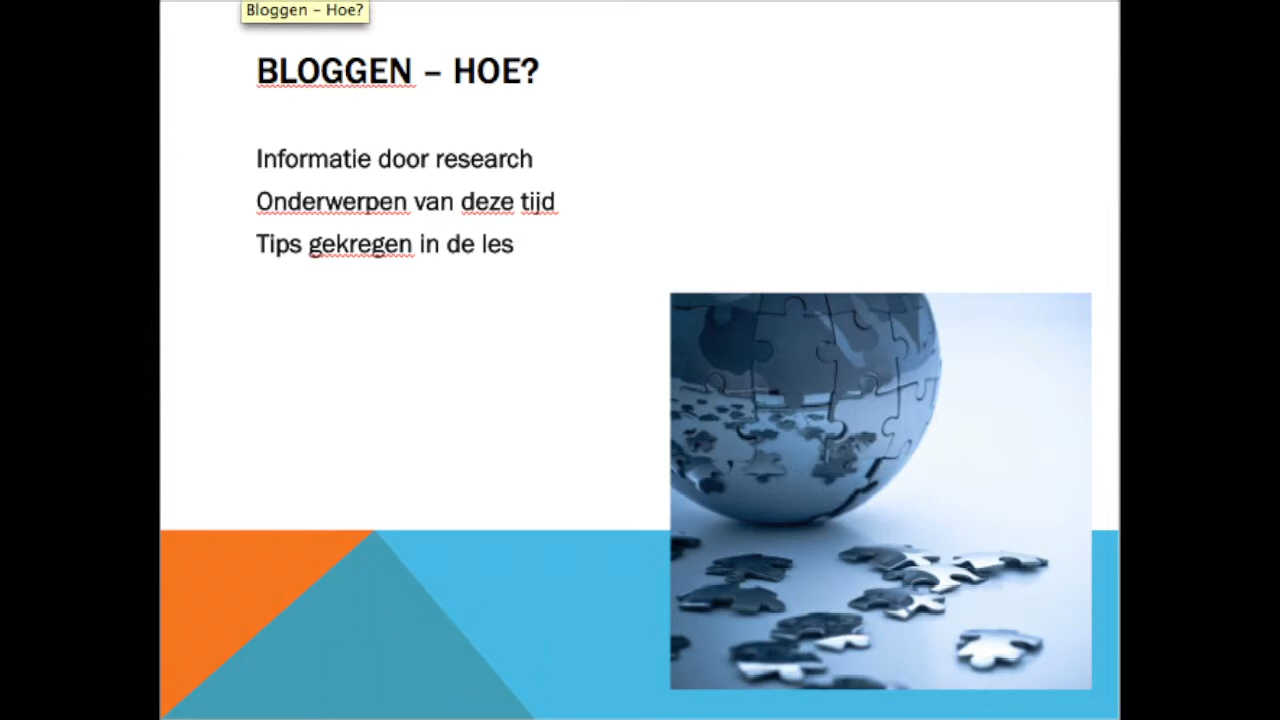 Bloggen – Hoe?
BLOGGEN – HOE?
Informatie door research
Onderwerpen van deze tijd
Tips gekregen in de les